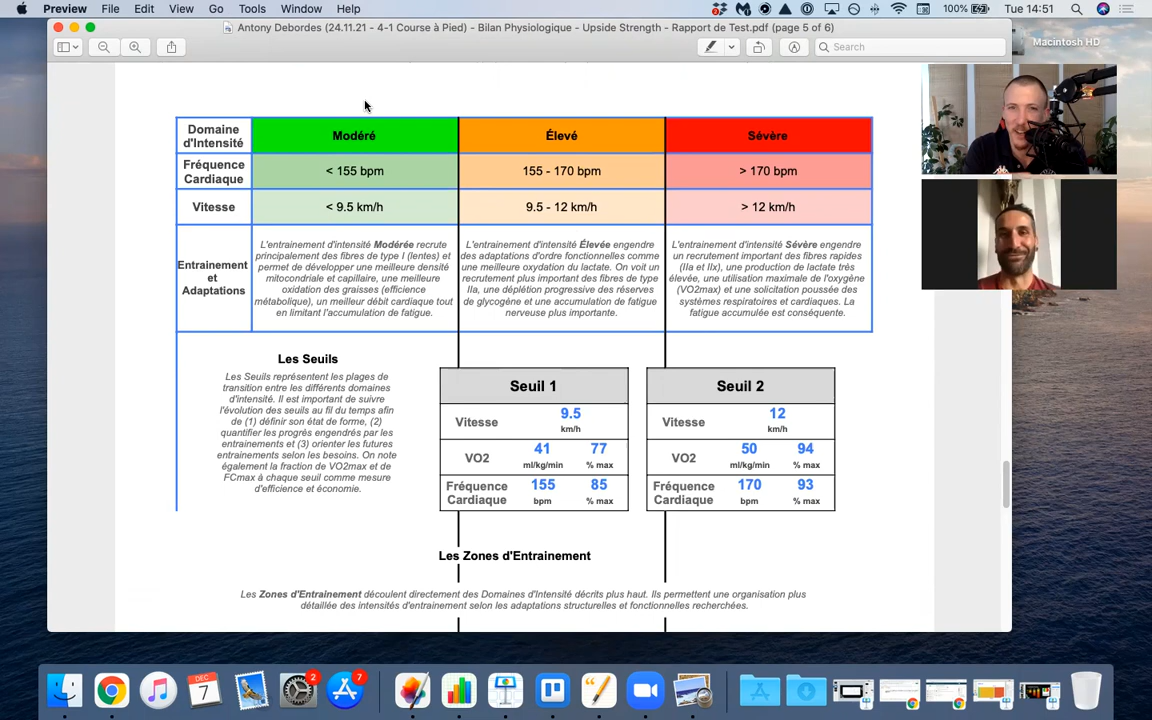 Preview File Edit View Go Tools Window Help 100% Tue 14:51
Antony Debordes (24.11.21 - 4-1 Course à Pied) - Bilan Physiologique - Upside Strength - Rapport de Test.pdf (page 5 of 6)
Search
Macintosh HD
Domaine
d'Intensité
Modéré
Élevé
Sévère
Fréquence
Cardiaque
< 155 bpm
155 - 170 bpm
> 170 bpm
Vitesse
< 9.5 km/h
9.5 - 12 km/h
> 12 km/h
Entrainement
et
Adaptations
L'entrainement d'intensité Modérée recrute
principalement des fibres de type I (lentes) et
permet de développer une meilleure densité
mitocondriale et capillaire, une meilleure
oxidation des graisses (efficience
métabolique), un meilleur débit cardiaque tout
en limitant l'accumulation de fatigue.
L'entrainement d'intensité Élevée engendre
des adaptations d'ordre fonctionnelles comme
une meilleure oxydation du lactate. On voit un
recrutement plus important des fibres de type
IIa, une déplétion progressive des réserves
de glycogène et une accumulation de fatigue
nerveuse plus importante.
L'entrainement d'intensité Sévère engendre
un recrutement important des fibres rapides
(IIa et IIx), une production de lactate très
élevée, une utilisation maximale de l'oxygène
(VO2max) et une solicitation poussée des
systèmes respiratoires et cardiaques. La
fatigue accumulée est conséquente.
Les Seuils
Les Seuils représentent les plages de
transition entre les différents domaines
d'intensité. Il est important de suivre
l'évolution des seuils au fil du temps afin
de (1) définir son état de forme, (2)
quantifier les progrès engendrés par les
entrainements et (3) orienter les futures
entrainements selon les besoins. On note
également la fraction de VO2max et de
FCmax à chaque seuil comme mesure
d'efficience et économie.
Seuil 1
Vitesse
9.5
km/h
VO2
41
77
ml/kg/min
% max
Fréquence
Cardiaque
155
85
bpm
% max
Seuil 2
Vitesse
12
km/h
VO2
50
94
ml/kg/min
% max
Fréquence
Cardiaque
170
93
bpm
% max
Les Zones d'Entrainement
Les Zones d'Entrainement découlent directement des Domaines d'Intensité décrits plus haut. Ils permettent une organisation plus
détaillée des intensités d'entrainement selon les adaptations structurelles et fonctionnelles recherchées.
DEC
7
2
7